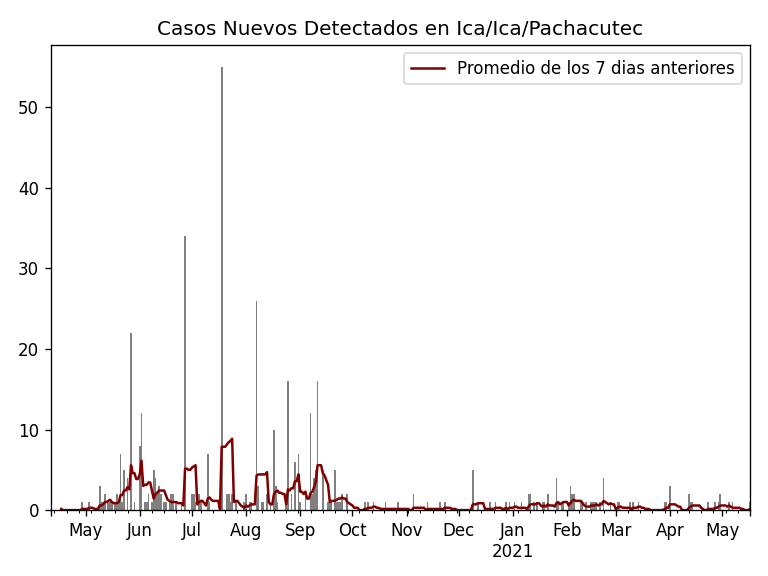 Casos Nuevos Detectados en Ica/Ica/Pachacutec
Promedio de los 7 dias anteriores
50
40
30
20
10
0
May Jun Jul Aug Sep Oct Nov Dec Jan Feb Mar Apr May
2021